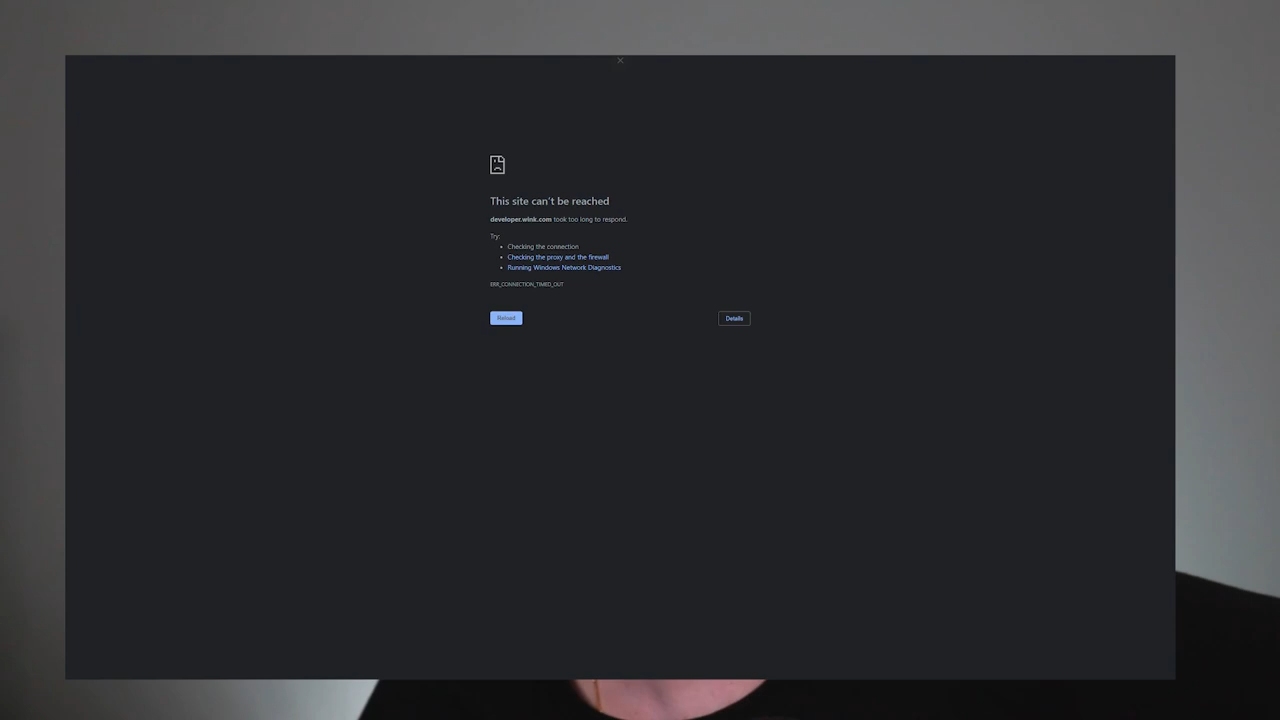 This site can't be reached
developer.wink.com took too long to respond.
Try:
Checking the connection
Checking the proxy and the firewall
Running Windows Network Diagnostics
ERR_CONNECTION_TIMED_OUT
Reload
Details